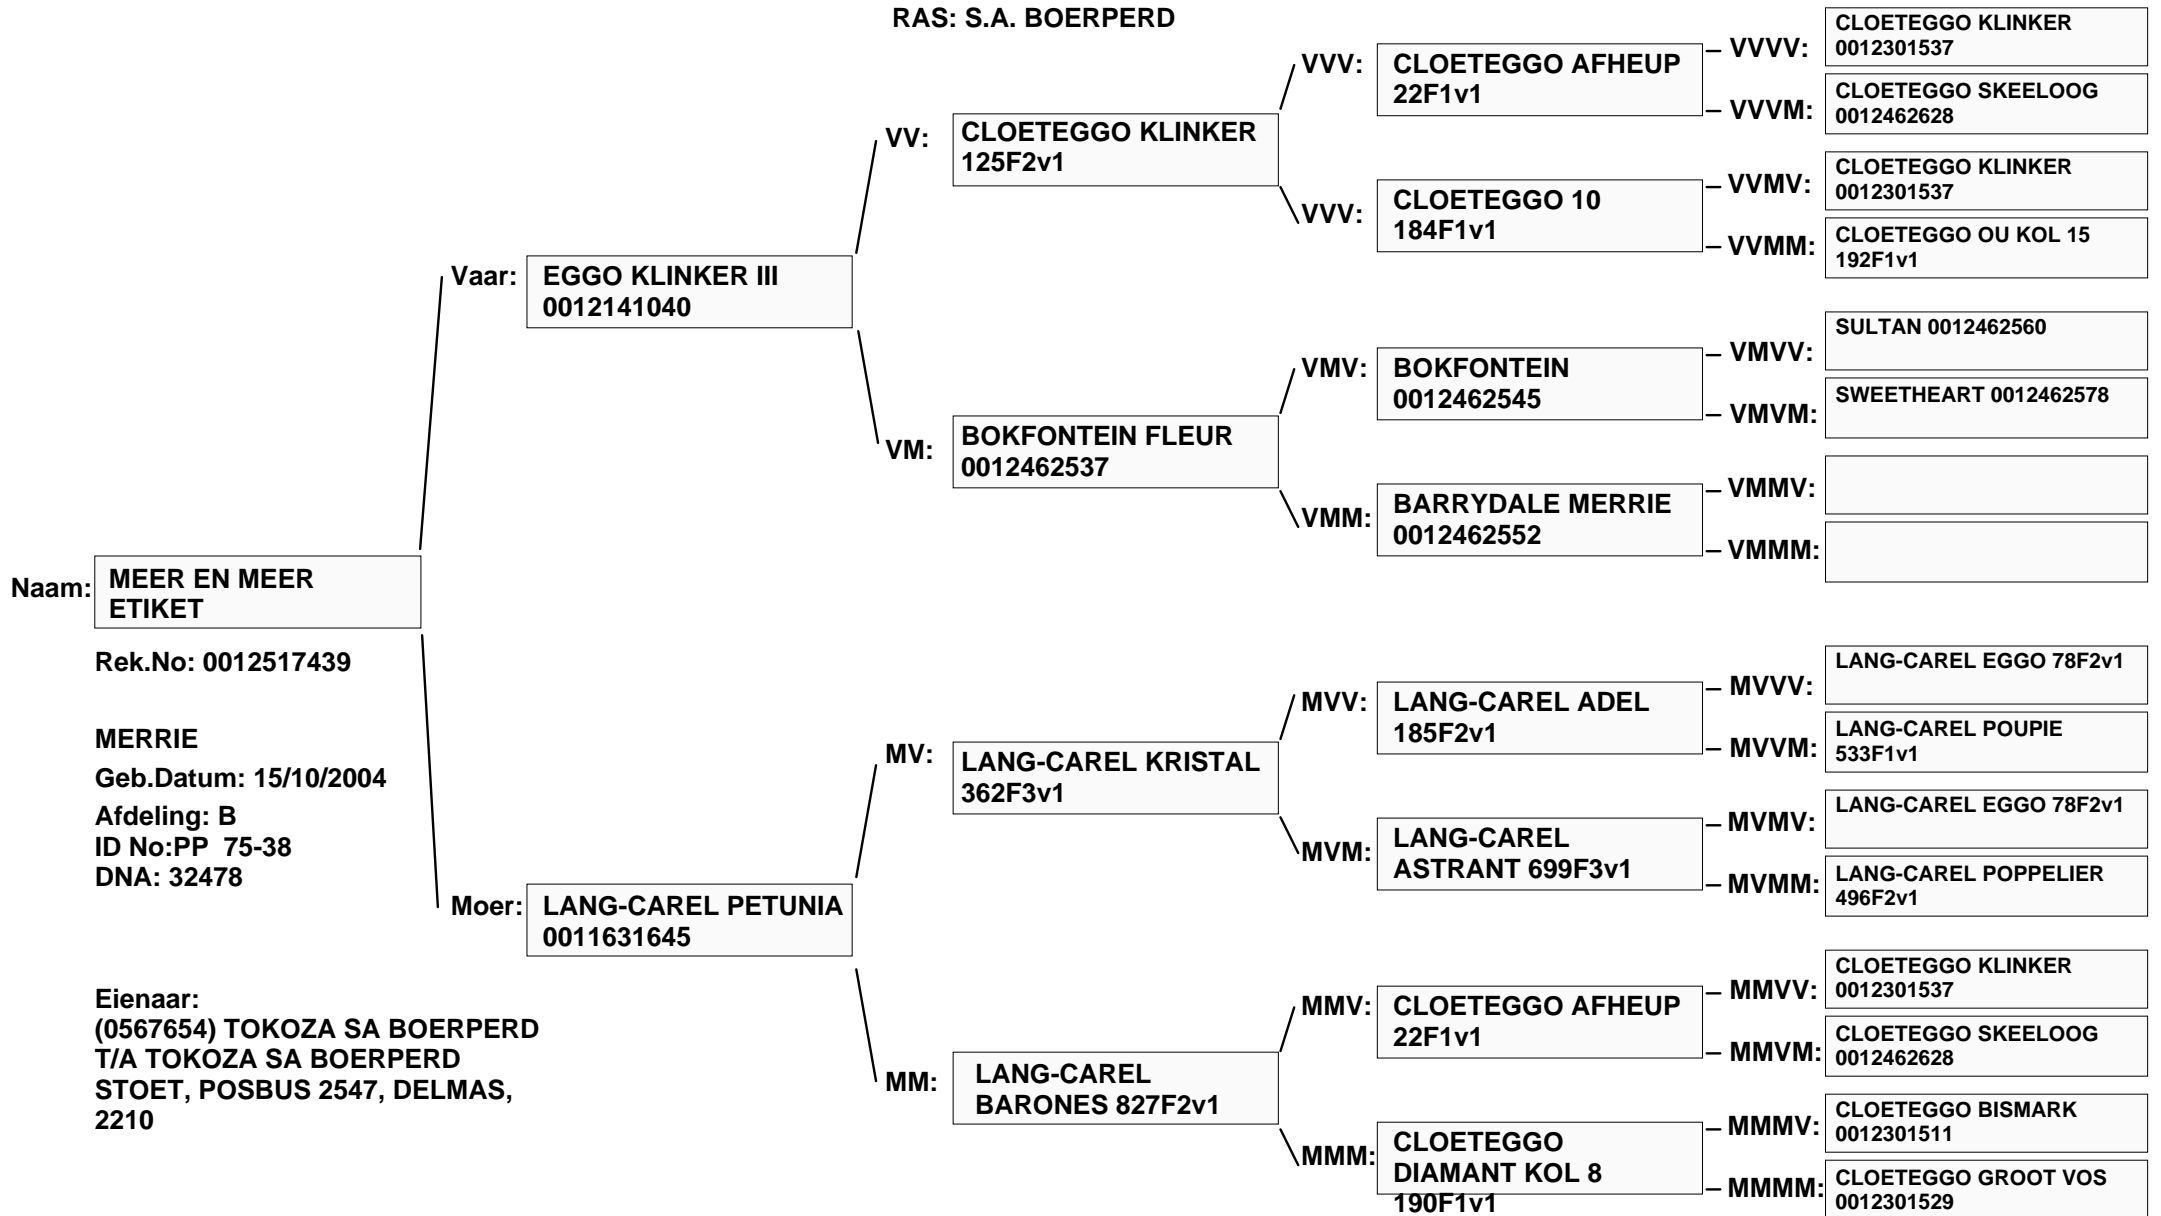 RAS: S.A. BOERPERD
Naam:
MEER EN MEER
ETIKET
Rek.No: 0012517439
MERRIE
Geb.Datum: 15/10/2004
Afdeling: B
ID No:PP  75-38
DNA: 32478
Eienaar:
(0567654) TOKOZA SA BOERPERD
T/A TOKOZA SA BOERPERD
STOET, POSBUS 2547, DELMAS,
2210
Vaar:
EGGO KLINKER III
0012141040
Moer:
LANG-CAREL PETUNIA
0011631645
VV:
CLOETEGGO KLINKER
125F2v1
VM:
BOKFONTEIN FLEUR
0012462537
MV:
LANG-CAREL KRISTAL
362F3v1
MM:
LANG-CAREL
BARONES 827F2v1
VVV:
CLOETEGGO AFHEUP
22F1v1
VVV:
CLOETEGGO 10
184F1v1
VMV:
BOKFONTEIN
0012462545
VMM:
BARRYDALE MERRIE
0012462552
MVV:
LANG-CAREL ADEL
185F2v1
MVM:
LANG-CAREL
ASTRANT 699F3v1
MMV:
CLOETEGGO AFHEUP
22F1v1
MMM:
CLOETEGGO
DIAMANT KOL 8
190F1v1
VVVV:
CLOETEGGO KLINKER
0012301537
VVVM:
CLOETEGGO SKEELOOG
0012462628
VVMV:
CLOETEGGO KLINKER
0012301537
VVMM:
CLOETEGGO OU KOL 15
192F1v1
VMVV:
SULTAN 0012462560
VMVM:
SWEETHEART 0012462578
VMMV:
VMMM:
MVVV:
LANG-CAREL EGGO 78F2v1
MVVM:
LANG-CAREL POUPIE
533F1v1
MVMV:
LANG-CAREL EGGO 78F2v1
MVMM:
LANG-CAREL POPPELIER
496F2v1
MMVV:
CLOETEGGO KLINKER
0012301537
MMVM:
CLOETEGGO SKEELOOG
0012462628
MMMV:
CLOETEGGO BISMARK
0012301511
MMMM:
CLOETEGGO GROOT VOS
0012301529